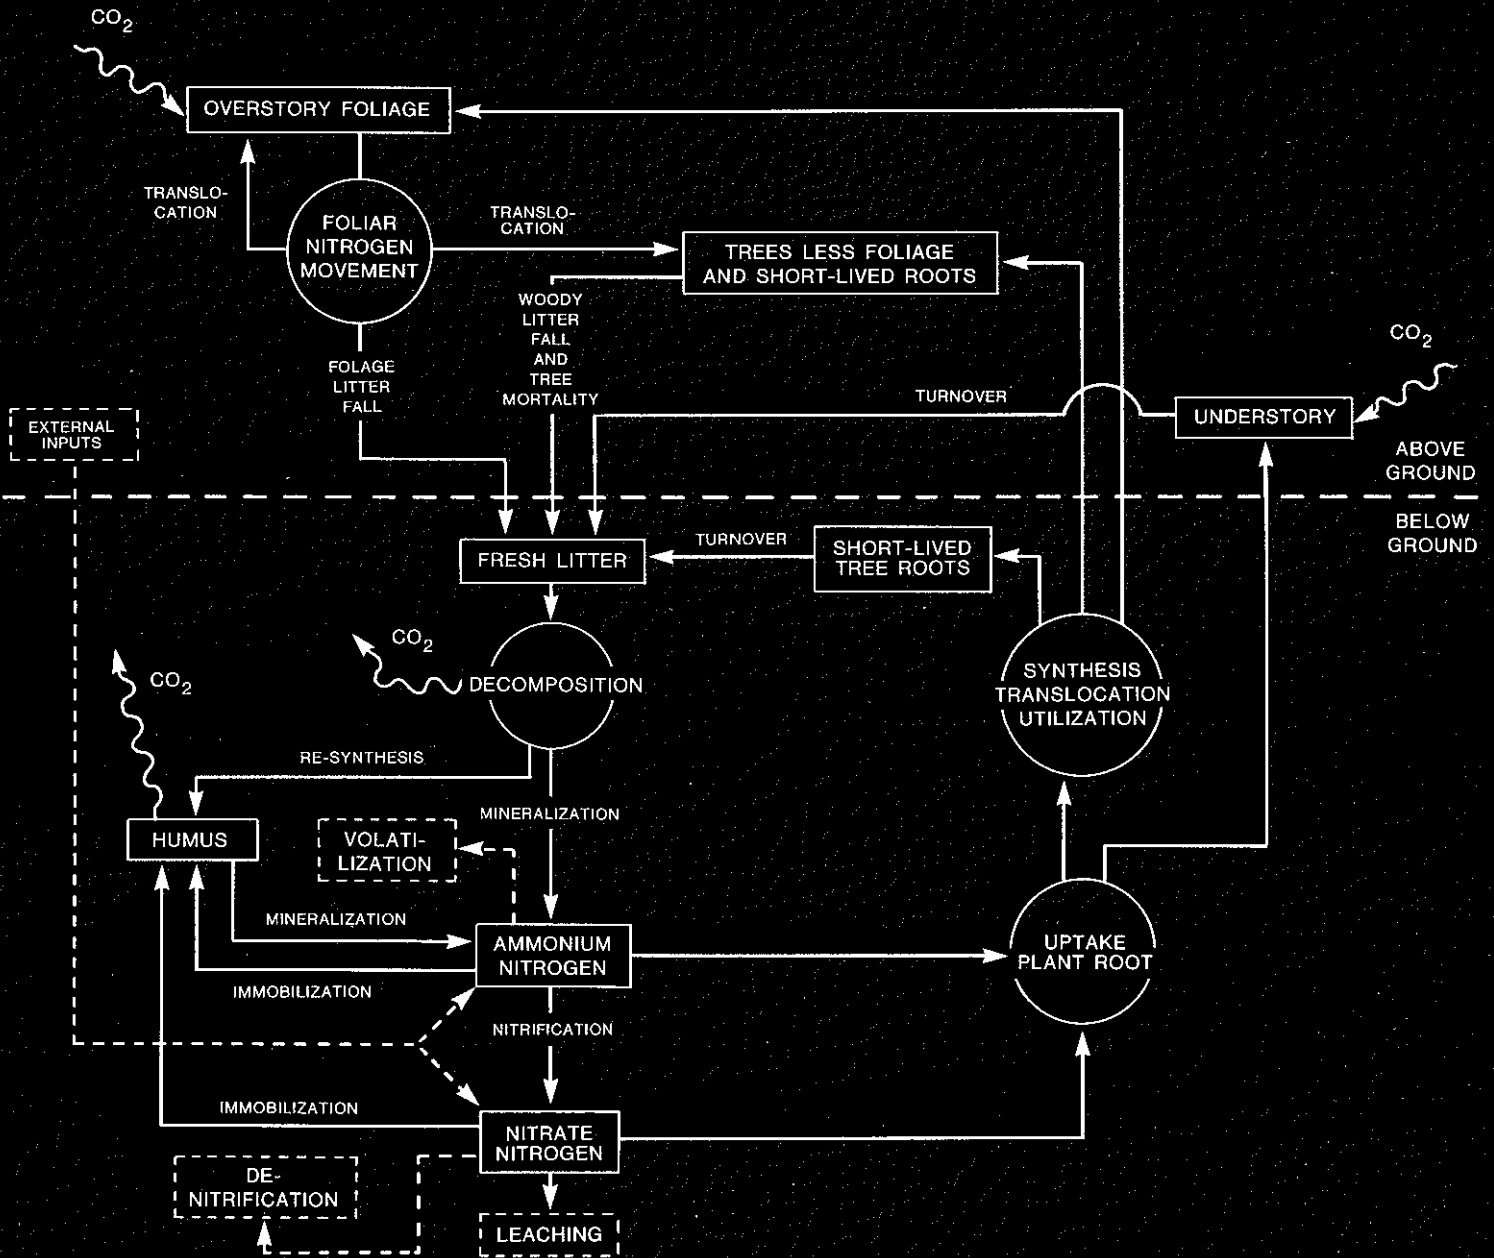 CO2
OVERSTORY FOLIAGE
TRANSLO-
CATION
FOLIAR
NITROGEN
MOVEMENT
TRANSLO-
CATION
TREES LESS FOLIAGE
AND SHORT-LIVED ROOTS
WOODY
LITTER
FALL
AND
TREE
MORTALITY
FOLAGE
LITTER
FALL
CO2
TURNOVER
UNDERSTORY
EXTERNAL
INPUTS
ABOVE
GROUND
BELOW
GROUND
FRESH LITTER
TURNOVER
SHORT-LIVED
TREE ROOTS
CO2
CO2
DECOMPOSITION
SYNTHESIS
TRANSLOCATION
UTILIZATION
RE-SYNTHESIS
MINERALIZATION
HUMUS
VOLATI-
LIZATION
MINERALIZATION
AMMONIUM
NITROGEN
UPTAKE
PLANT ROOT
IMMOBILIZATION
NITRIFICATION
IMMOBILIZATION
NITRATE
NITROGEN
DE-
NITRIFICATION
LEACHING